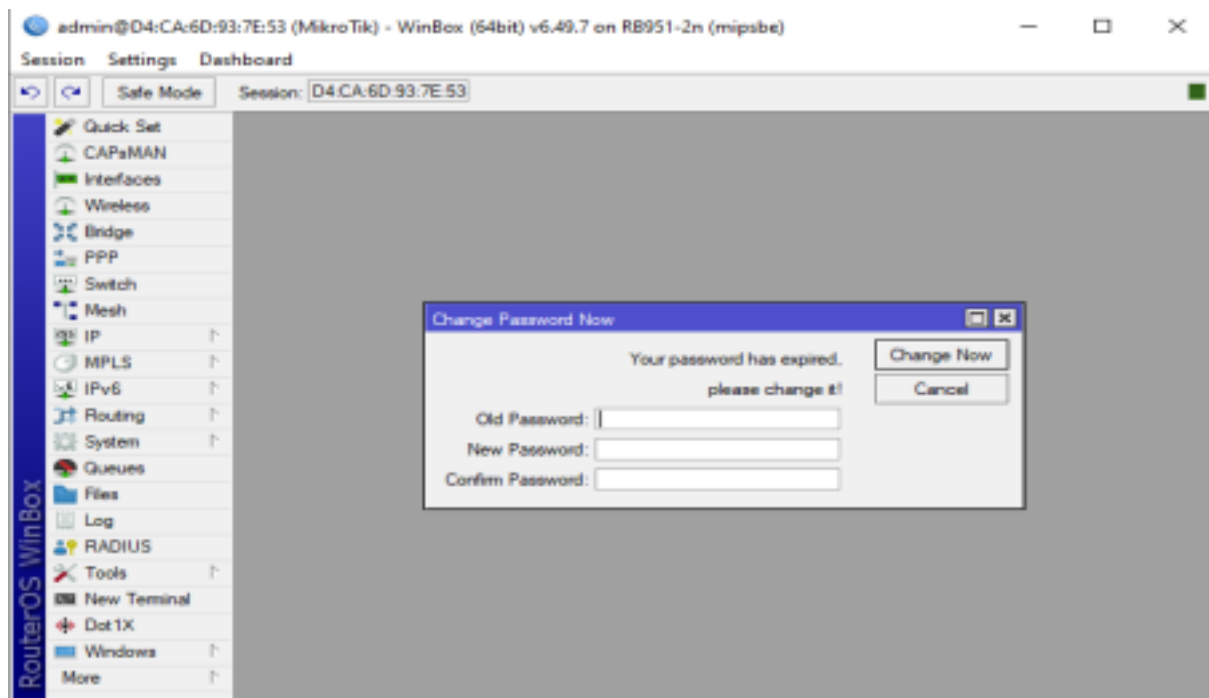 admin@D4:CA:6D:93:7E:53 (MikroTik) - WinBox (64bit) v6.49.7 on RB951-2n (mipsbe)
Session Settings Dashboard
Safe Mode Session: D4:CA:6D:93:7E:53
Quick Set
CAPsMAN
Interfaces
Wireless
Bridge
PPP
Switch
Mesh
IP
MPLS
IPv6
Routing
System
Queues
Files
Log
RADIUS
Tools
New Terminal
Dot1X
Windows
More
RouterOS WinBox
Change Password Now
Your password has expired,
please change it!
Change Now
Cancel
Old Password:
New Password:
Confirm Password: